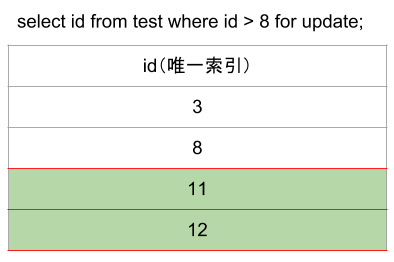 select id from test where id > 8 for update;
id（唯一索引）
3
8
11
12